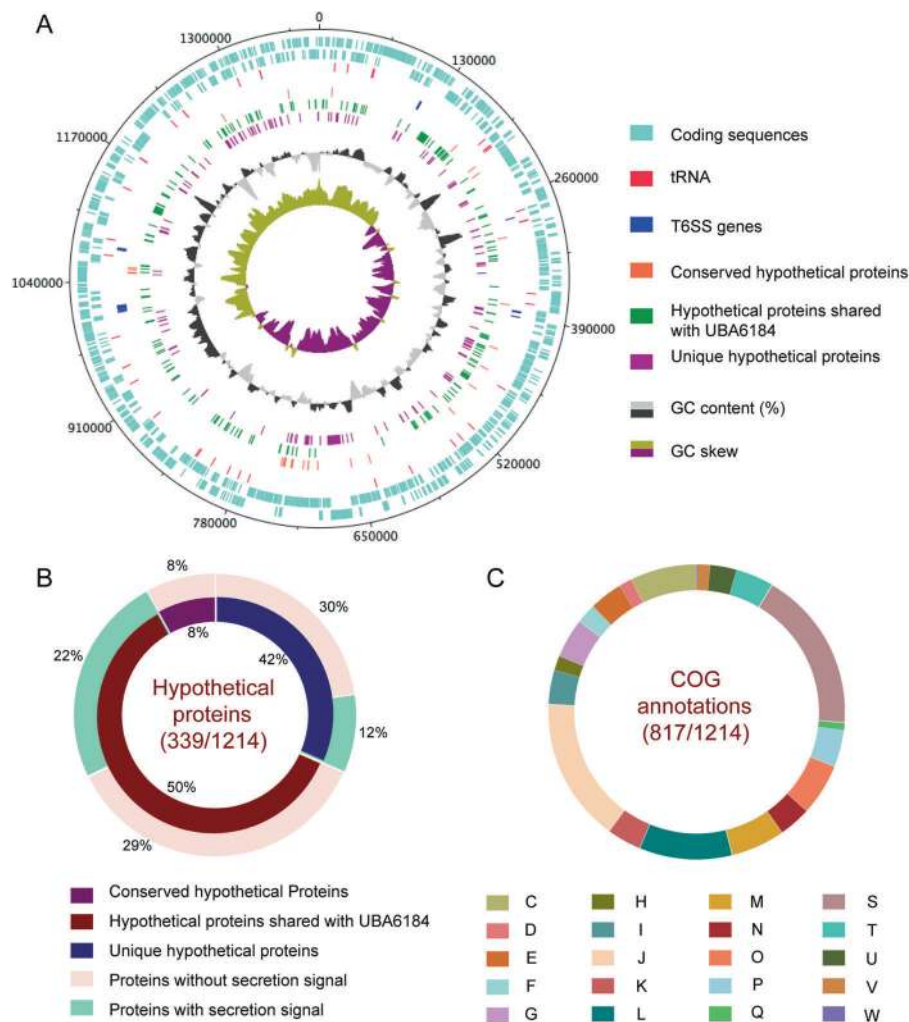 A
0
130000
260000
390000
520000
650000
780000
910000
1040000
1170000
1300000
Coding sequences
tRNA
T6SS genes
Conserved hypothetical proteins
Hypothetical proteins shared
with UBA6184
Unique hypothetical proteins
GC content (%)
GC skew
B
8%
30%
22%
8%
42%
12%
50%
29%
Hypothetical
proteins
(339/1214)
Conserved hypothetical Proteins
Hypothetical proteins shared with UBA6184
Unique hypothetical proteins
Proteins without secretion signal
Proteins with secretion signal
C
COG
annotations
(817/1214)
C H M S
D I N T
E J O U
F K P V
G L Q W